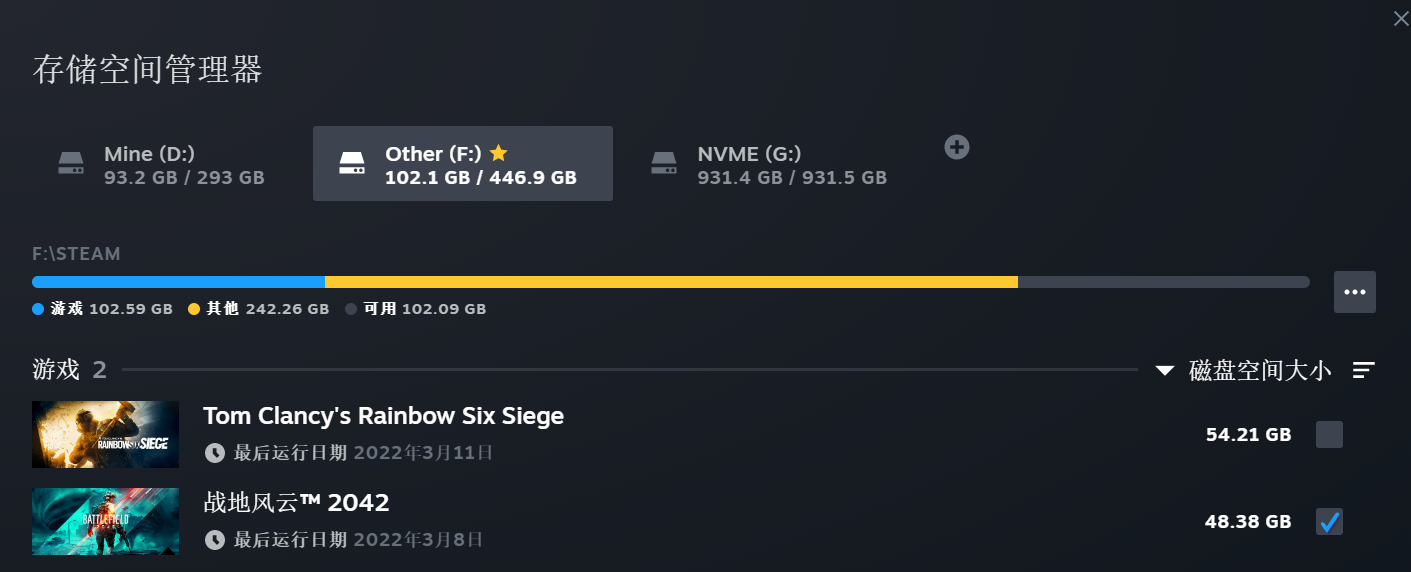 存储空间管理器
Mine (D:)
93.2 GB / 293 GB
Other (F:)
102.1 GB / 446.9 GB
NVME (G:)
931.4 GB / 931.5 GB
F:\STEAM
游戏 102.59 GB 其他 242.26 GB 可用 102.09 GB
游戏 2
磁盘空间大小
RAINBOW SIX SIEGE
Tom Clancy's Rainbow Six Siege
最后运行日期 2022年3月11日
54.21 GB
BATTLEFIELD
战地风云™ 2042
最后运行日期 2022年3月8日
48.38 GB